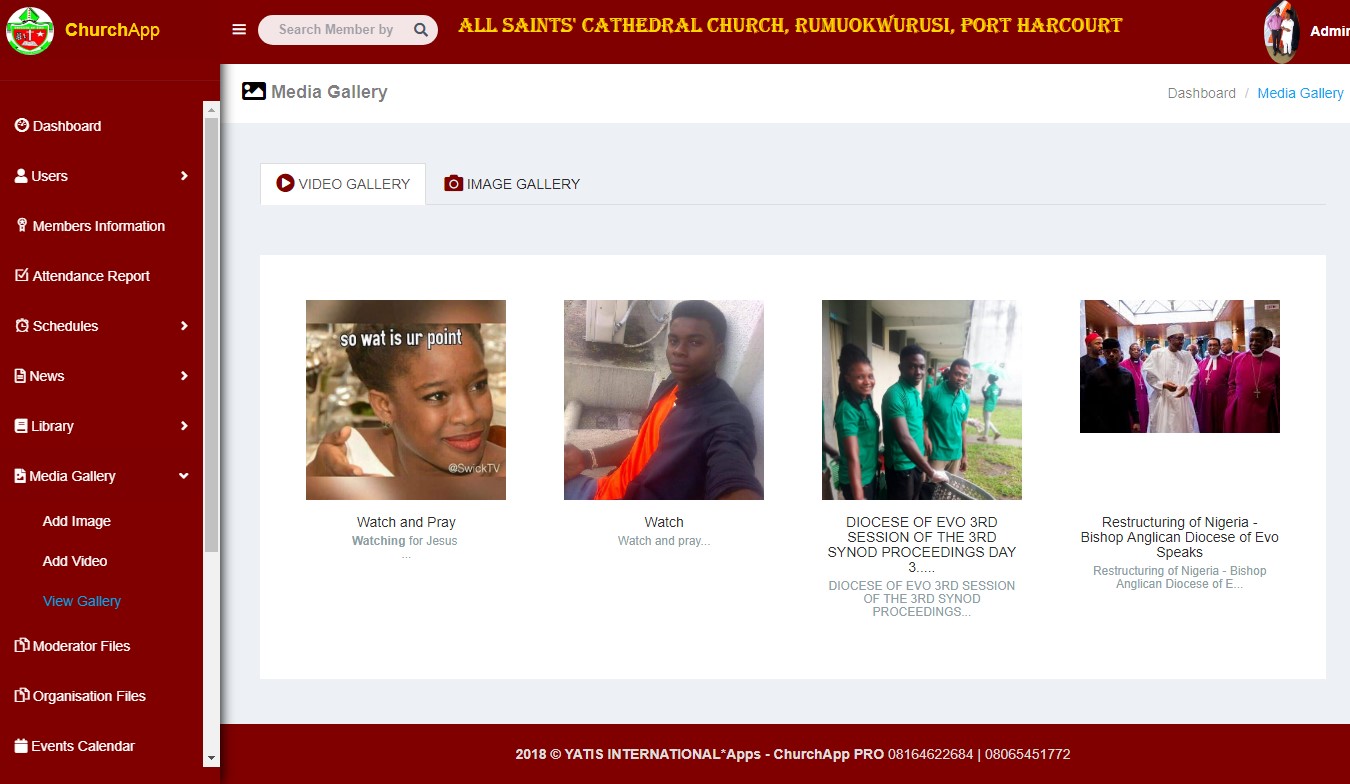 ChurchApp
Search Member by
ALL SAINTS' CATHEDRAL CHURCH, RUMUOKWURUSI, PORT HARCOURT
Admin
Media Gallery
Dashboard / Media Gallery
Dashboard
Users
Members Information
Attendance Report
Schedules
News
Library
Media Gallery
Add Image
Add Video
View Gallery
Moderator Files
Organisation Files
Events Calendar
VIDEO GALLERY
IMAGE GALLERY
so wat is ur point
@SwickTV
Watch and Pray
Watching for Jesus
...
Watch
Watch and pray...
DIOCESE OF EVO 3RD
SESSION OF THE 3RD
SYNOD PROCEEDINGS DAY
3.....
DIOCESE OF EVO 3RD SESSION
OF THE 3RD SYNOD
PROCEEDINGS...
Restructuring of Nigeria -
Bishop Anglican Diocese of Evo
Speaks
Restructuring of Nigeria - Bishop
Anglican Diocese of E...
2018 © YATIS INTERNATIONAL*Apps - ChurchApp PRO 08164622684 | 08065451772